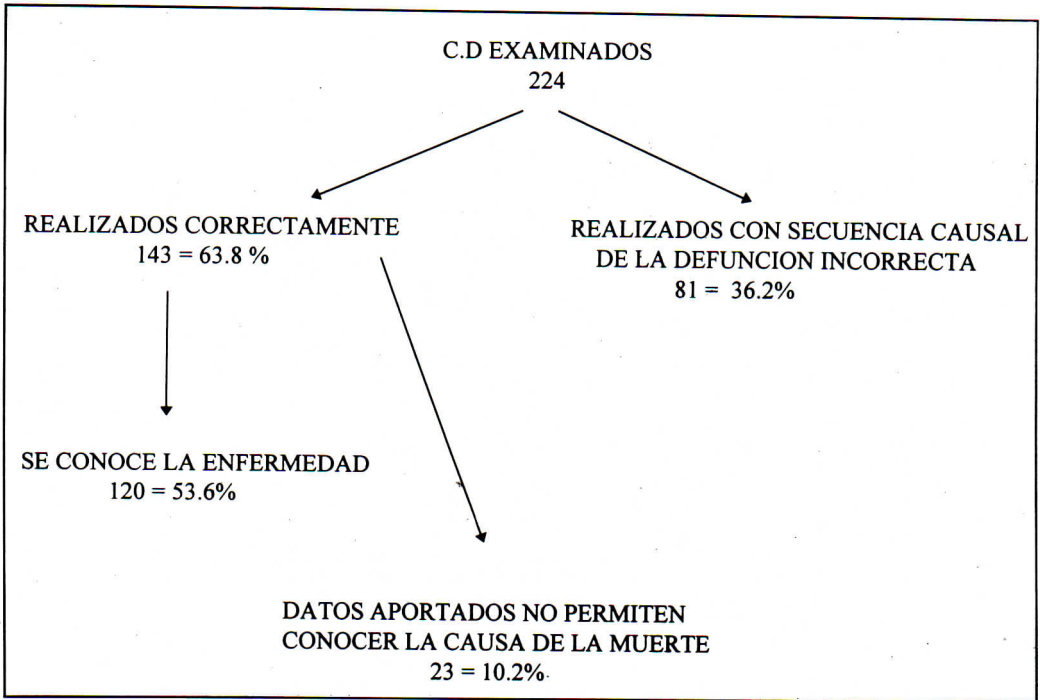 C.D EXAMINADOS
224
REALIZADOS CORRECTAMENTE
143 = 63.8 %
REALIZADOS CON SECUENCIA CAUSAL
DE LA DEFUNCION INCORRECTA
81 = 36.2%
SE CONOCE LA ENFERMEDAD
120 = 53.6%
DATOS APORTADOS NO PERMITEN
CONOCER LA CAUSA DE LA MUERTE
23 = 10.2%